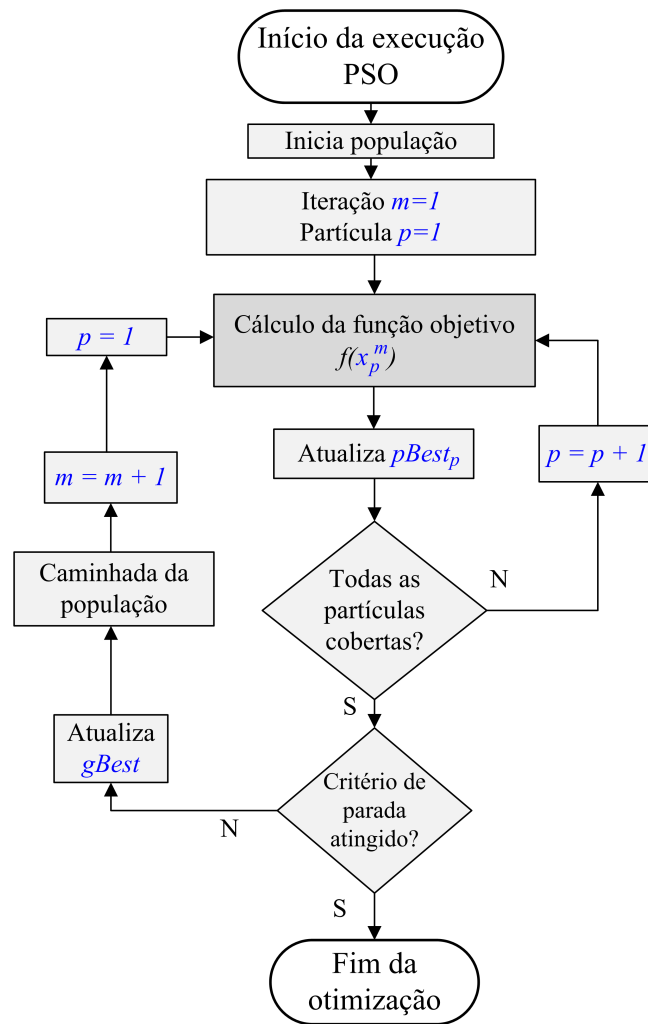 Início da execução
PSO
Inicia população
Iteração m=1
Partícula p=1
Cálculo da função objetivo
f(x_p^m)
p = 1
Atualiza pBest_p
p = p + 1
m = m + 1
Todas as
partículas
cobertas?
N
Caminhada da
população
S
Atualiza
gBest
Critério de
parada
atingido?
N
S
Fim da
otimização